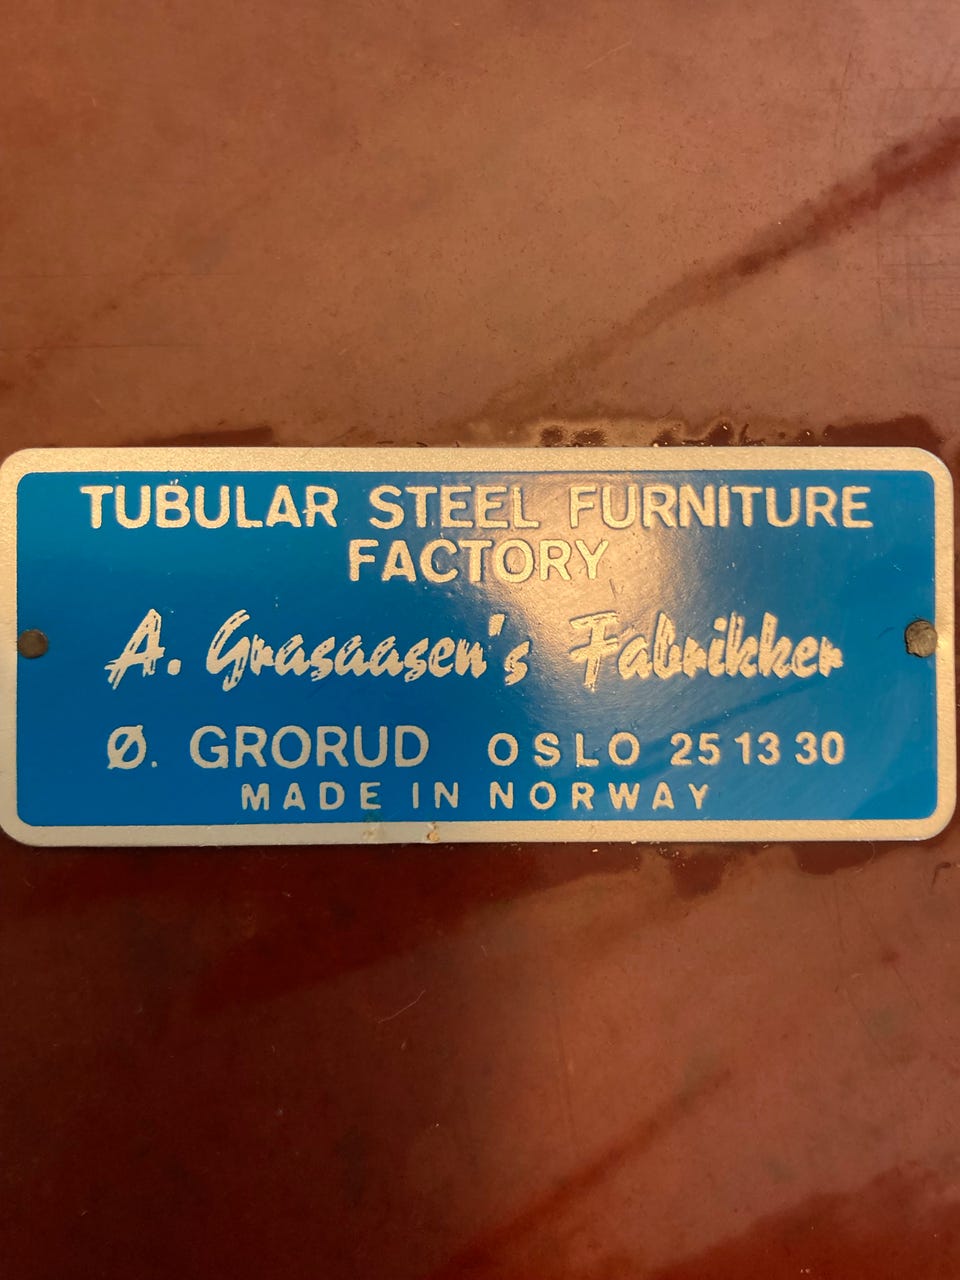 TUBULAR STEEL FURNITURE
FACTORY
A. Grasaasen's Fabrikker
Ø. GRORUD OSLO 25 13 30
MADE IN NORWAY